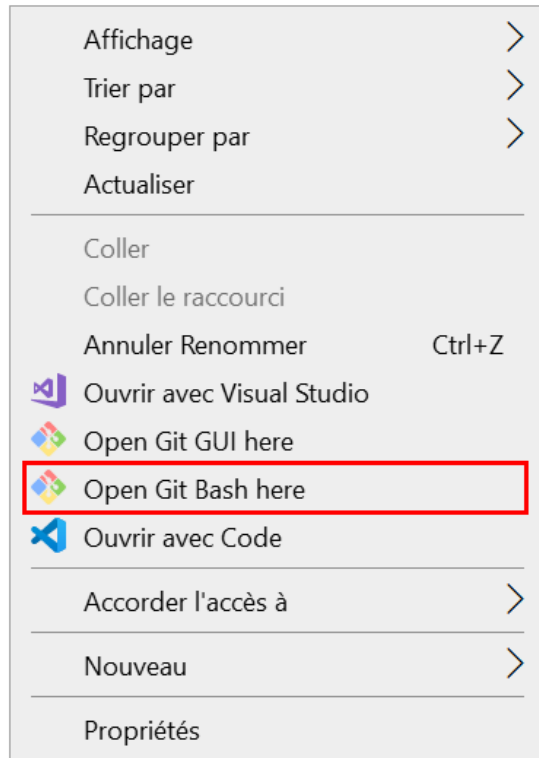 Affichage
Trier par
Regrouper par
Actualiser
Coller
Coller le raccourci
Annuler Renommer Ctrl+Z
Ouvrir avec Visual Studio
Open Git GUI here
Open Git Bash here
Ouvrir avec Code
Accorder l'accès à
Nouveau
Propriétés